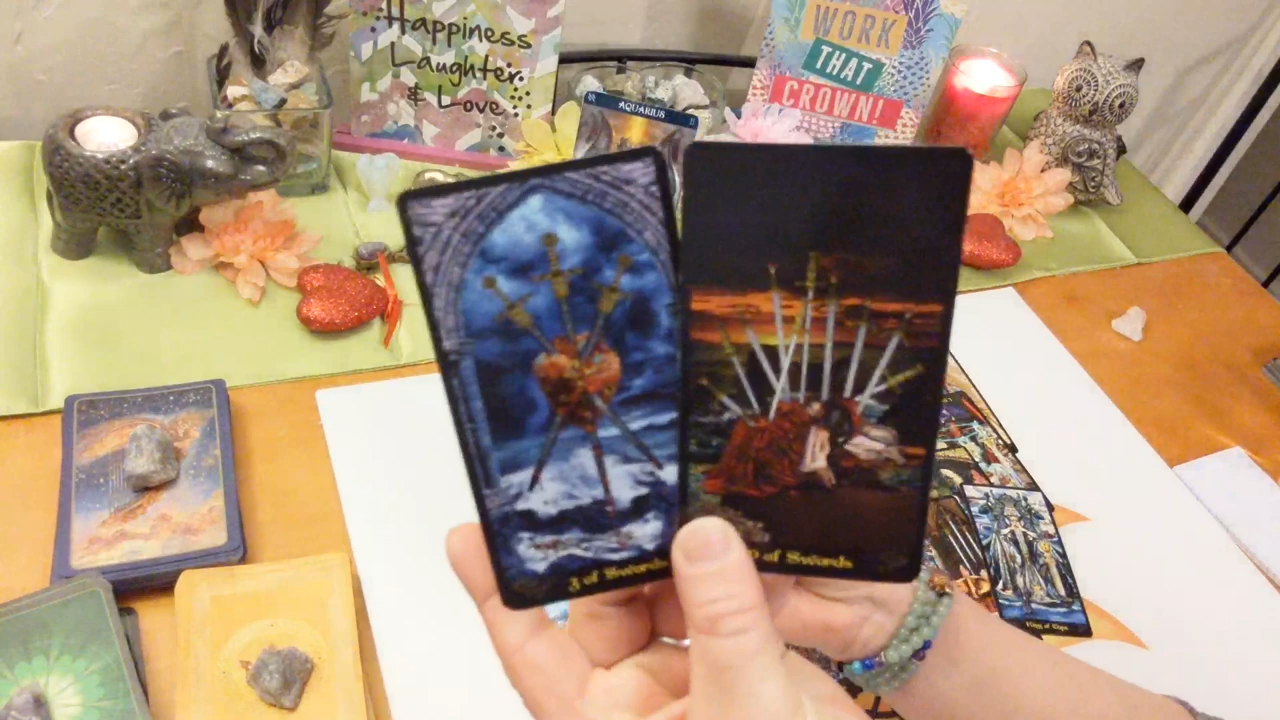 Happiness
Laughter
& Love
WORK
THAT
CROWN!
AQUARIUS
3 of Swords
of Swords
King of Cups